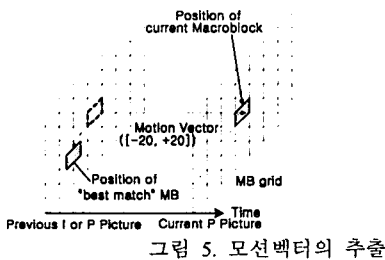 Position of
current Macroblock
Motion Vector
([-20, +20])
Position of
"best match" MB
MB grid
Time
Previous I or P Picture
Current P Picture
그림 5. 모션벡터의 추출